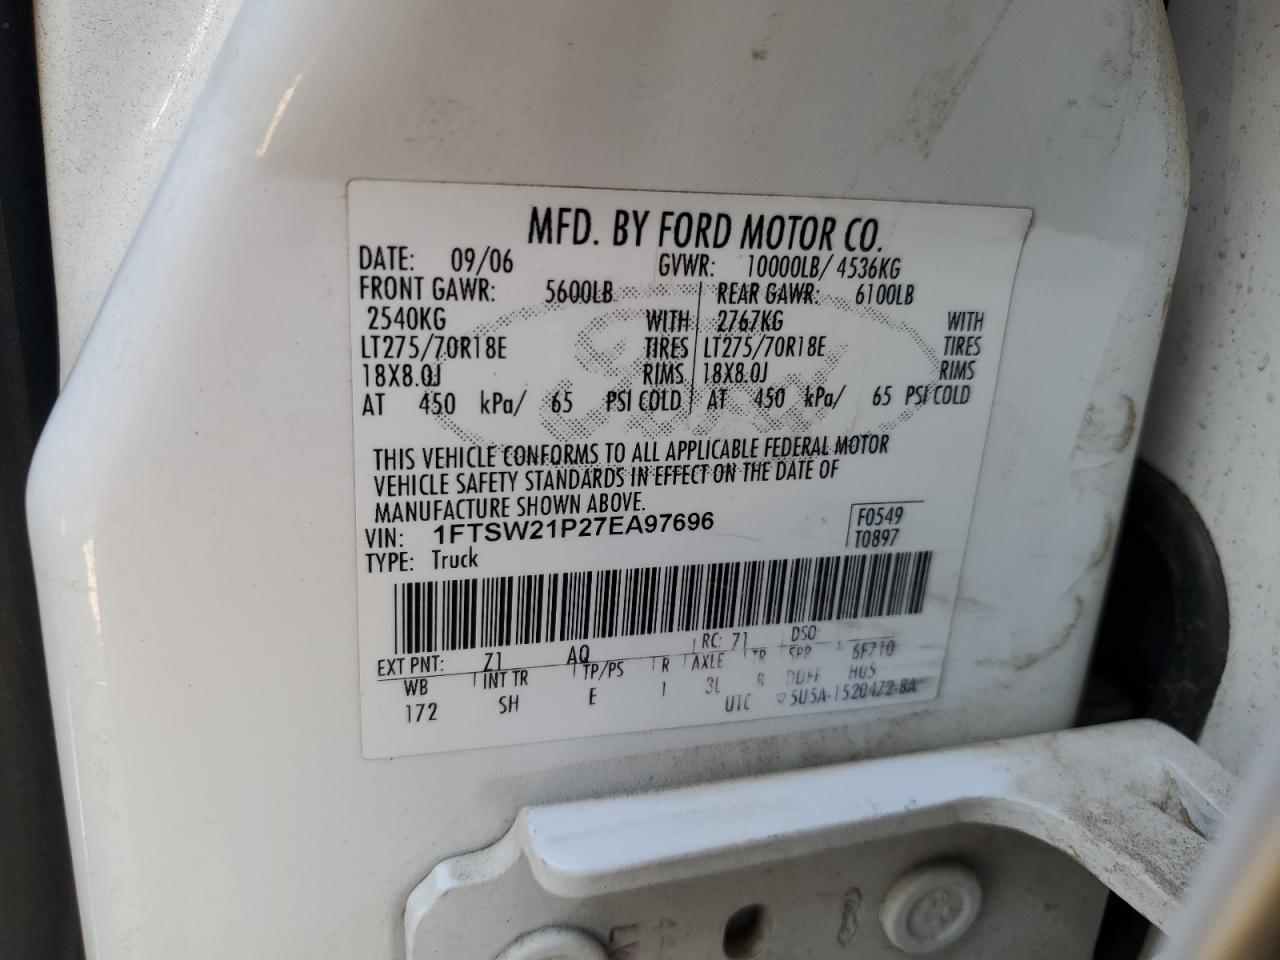 MFD. BY FORD MOTOR CO.
DATE: 09/06 GVWR: 10000LB/ 4536KG
FRONT GAWR: 5600LB REAR GAWR: 6100LB
2540KG WITH 2767KG WITH
LT275/70R18E TIRES LT275/70R18E TIRES
18X8.0J RIMS 18X8.0J RIMS
AT 450 kPa/ 65 PSI COLD AT 450 kPa/ 65 PSI COLD
THIS VEHICLE CONFORMS TO ALL APPLICABLE FEDERAL MOTOR
VEHICLE SAFETY STANDARDS IN EFFECT ON THE DATE OF
MANUFACTURE SHOWN ABOVE.
VIN: 1FTSW21P27EA97696 F0549
TYPE: Truck T0897
EXT PNT: Z1 AQ RC: 71 DSO:
WB INT TR TP/PS R AXLE TR SPR 6F710
172 SH E I 3L
UTC 5U5A-1520472-BA